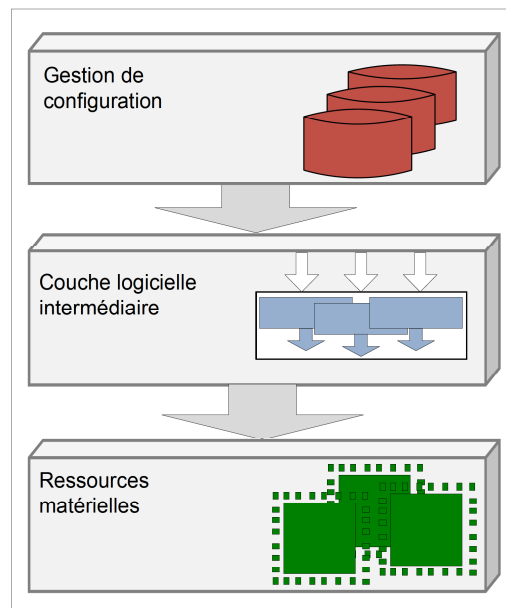 Gestion de
configuration
Couche logicielle
intermédiaire
Ressources
matérielles